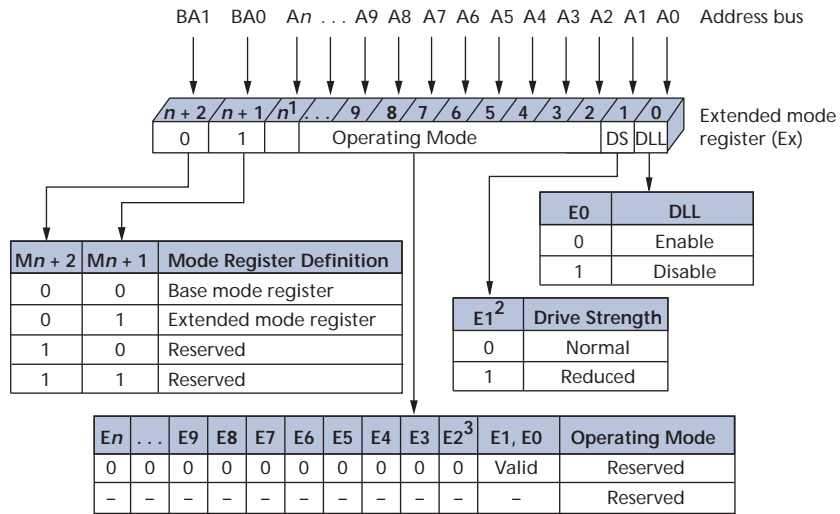 BA1 BA0 An . . . A9 A8 A7 A6 A5 A4 A3 A2 A1 A0 Address bus
n + 2 n + 1 n1 . . . 9 8 7 6 5 4 3 2 1 0
0 1 Operating Mode DS DLL
Extended mode
register (Ex)
E0 DLL
0 Enable
1 Disable
Mn + 2 Mn + 1 Mode Register Definition
0 0 Base mode register
0 1 Extended mode register
1 0 Reserved
1 1 Reserved
E1² Drive Strength
0 Normal
1 Reduced
En . . . E9 E8 E7 E6 E5 E4 E3 E2³ E1, E0 Operating Mode
0 0 0 0 0 0 0 0 0 0 Valid Reserved
– – – – – – – – – – – Reserved